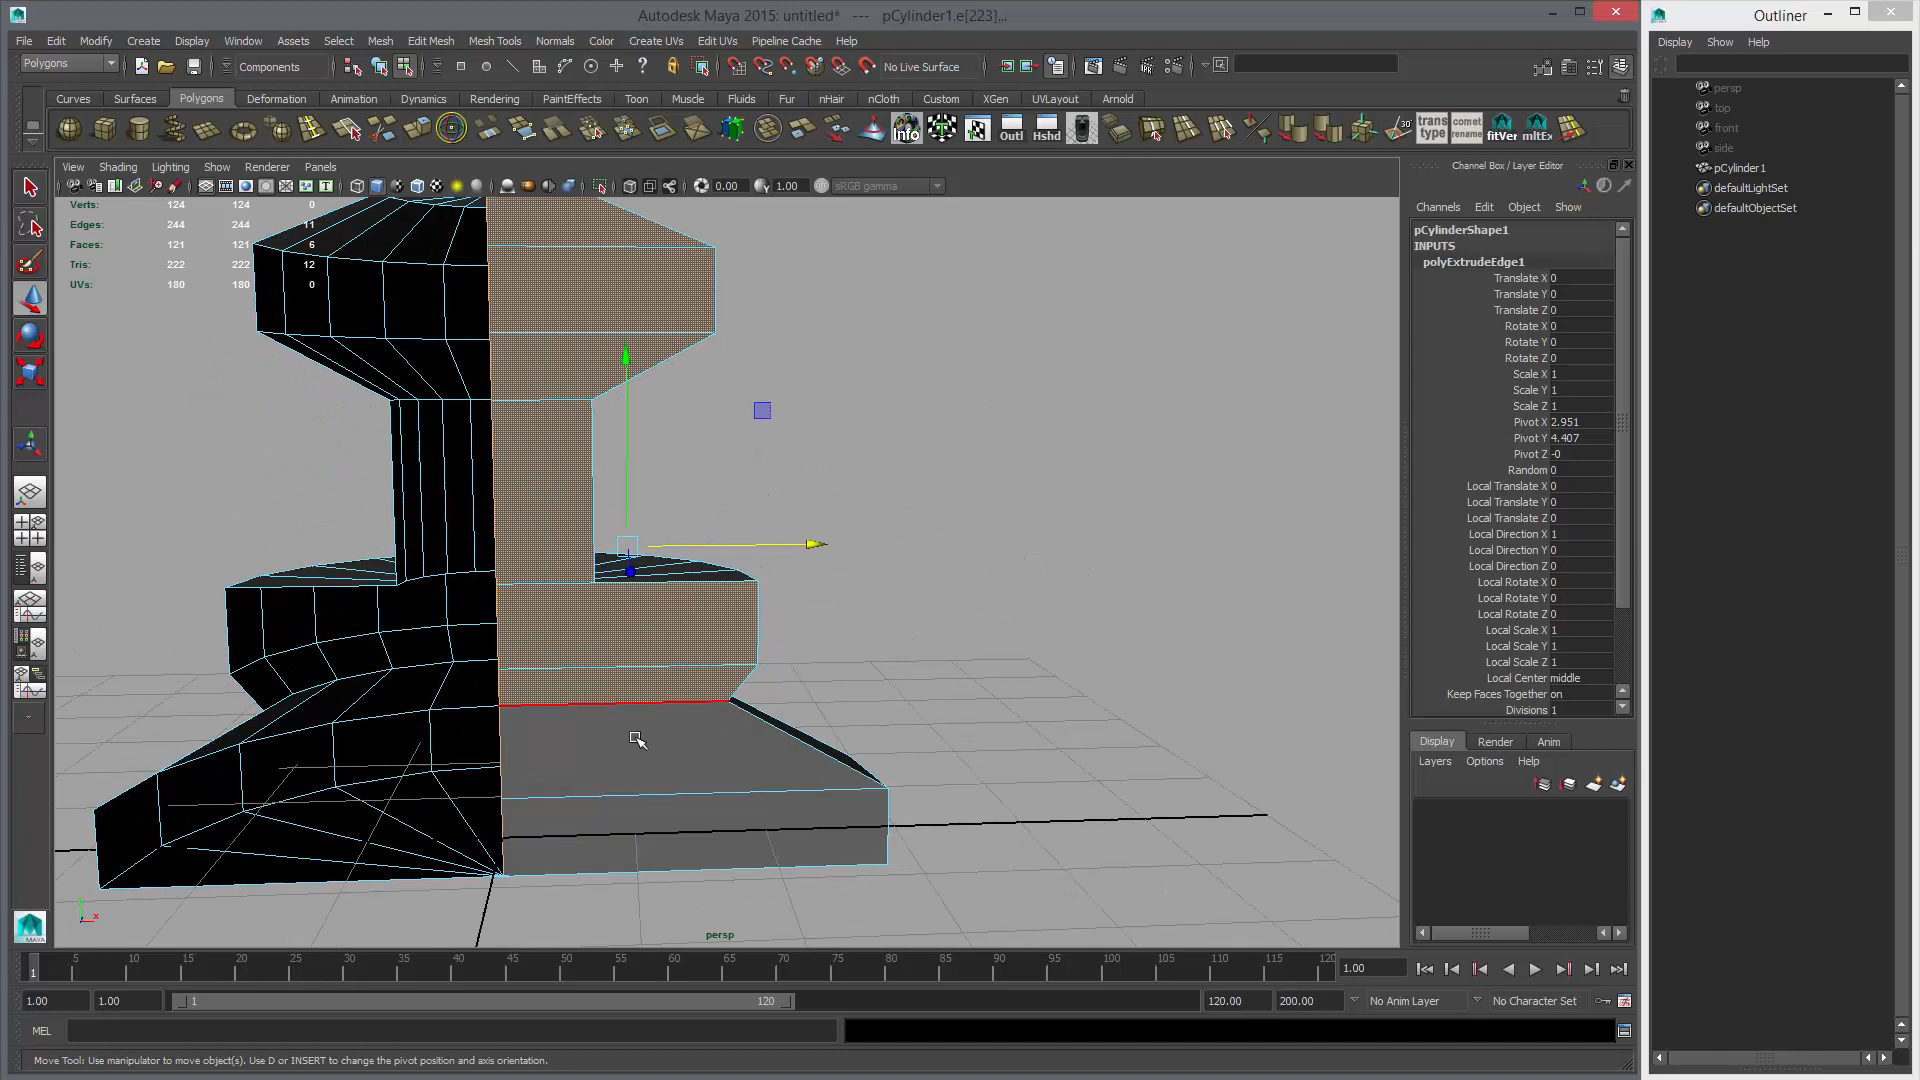 Autodesk Maya 2015: untitled*   ---   pCylinder1.e[223]...
Outliner
File Edit Modify Create Display Window Assets Select Mesh Edit Mesh Mesh Tools Normals Color Create UVs Edit UVs Pipeline Cache Help
Display Show Help
Polygons
Components
No Live Surface
Curves Surfaces Polygons Deformation Animation Dynamics Rendering PaintEffects Toon Muscle Fluids Fur nHair nCloth Custom XGen UVLayout Arnold
Info
Outl
Hshd
30°
trans type
comet rename
fitVer
mltEx
View Shading Lighting Show Renderer Panels
0.00
1.00
sRGB gamma
Verts: 124 124 0
Edges: 244 244 11
Faces: 121 121 6
Tris: 222 222 12
UVs: 180 180 0
x
persp
MAYA
Channel Box / Layer Editor
Channels Edit Object Show
pCylinderShape1
INPUTS
polyExtrudeEdge1
Translate X 0
Translate Y 0
Translate Z 0
Rotate X 0
Rotate Y 0
Rotate Z 0
Scale X 1
Scale Y 1
Scale Z 1
Pivot X 2.951
Pivot Y 4.407
Pivot Z -0
Random 0
Local Translate X 0
Local Translate Y 0
Local Translate Z 0
Local Direction X 1
Local Direction Y 0
Local Direction Z 0
Local Rotate X 0
Local Rotate Y 0
Local Rotate Z 0
Local Scale X 1
Local Scale Y 1
Local Scale Z 1
Local Center middle
Keep Faces Together on
Divisions 1
Display Render Anim
Layers Options Help
persp
top
front
side
pCylinder1
defaultLightSet
defaultObjectSet
1 5 10 15 20 25 30 35 40 45 50 55 60 65 70 75 80 85 90 95 100 105 110 115 120
1.00
1.00 1.00 1 120 120.00 200.00 No Anim Layer No Character Set
MEL
Move Tool: Use manipulator to move object(s). Use D or INSERT to change the pivot position and axis orientation.